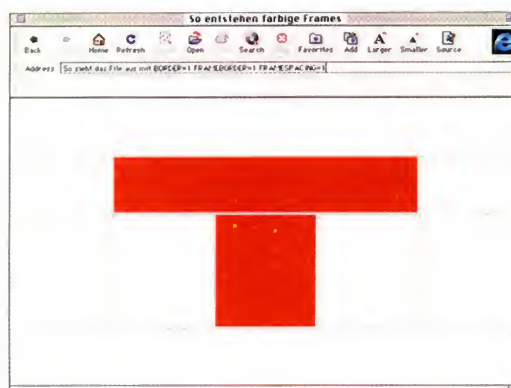 So entstehen farbige Frames
Back Home Refresh Open Search Favorites Add Larger Smaller Source
Address So sieht das File aus mit BORDER=1 FRAMEBORDER=1 FRAMESPACING=1